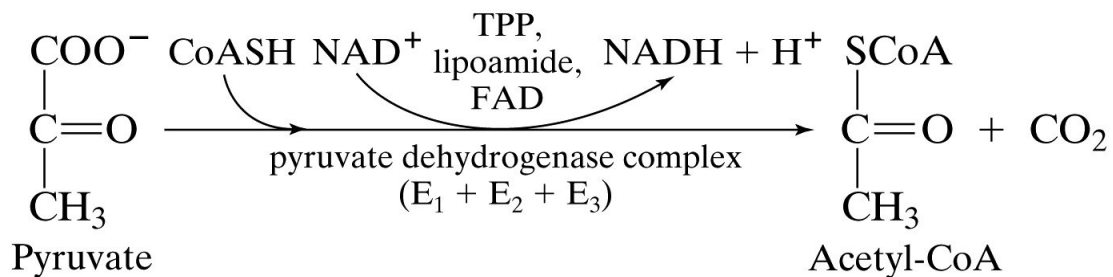 COO⁻ CoASH NAD⁺ TPP, lipoamide, FAD NADH + H⁺ SCoA
C=O C=O + CO₂
pyruvate dehydrogenase complex
(E₁ + E₂ + E₃)
CH₃ CH₃
Pyruvate Acetyl-CoA